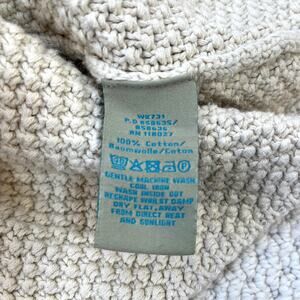 WK731
P.O 858635/
858636
RN 118027
100% Cotton/
Baumwolle/Coton
GENTLE MACHINE WASH
COOL IRON
WASH INSIDE OUT
RESHAPE WHILST DAMP
DRY FLAT, AWAY
FROM DIRECT HEAT
AND SUNLIGHT